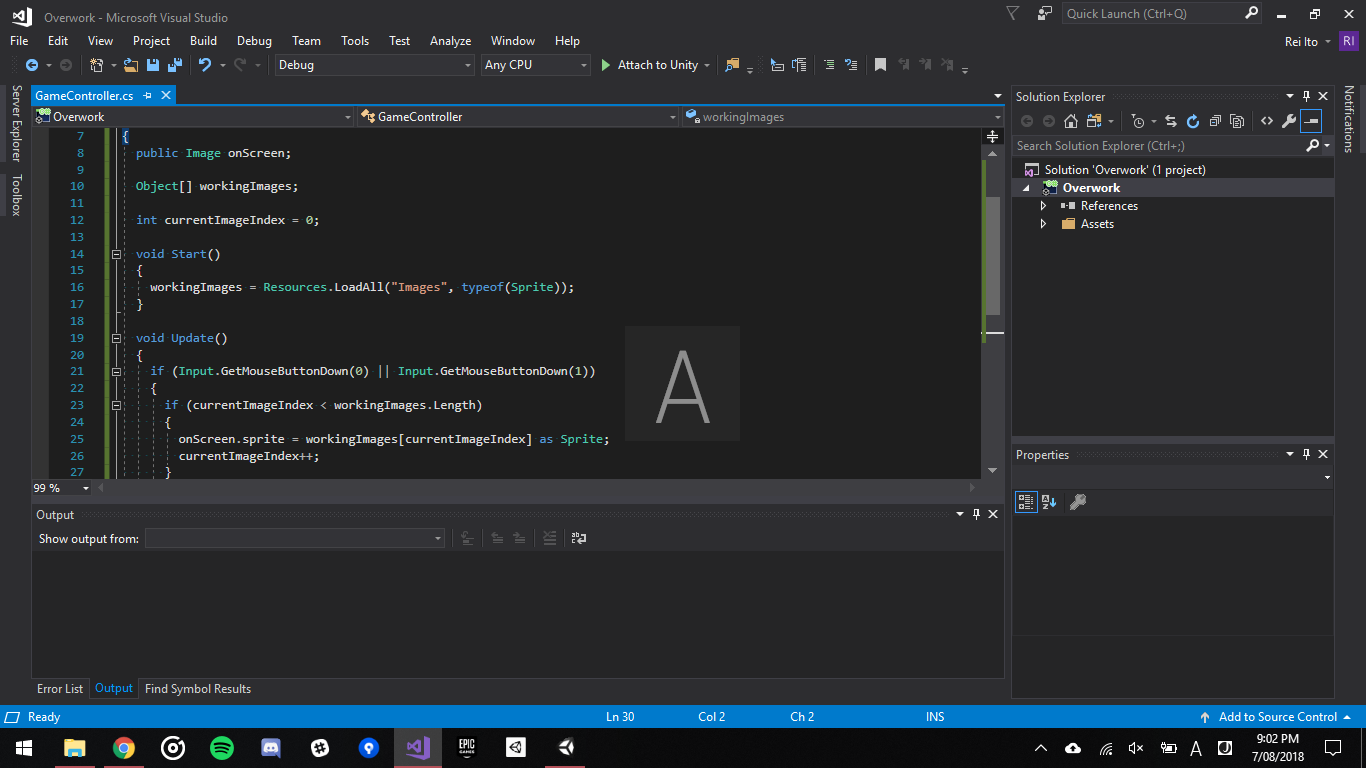 Overwork - Microsoft Visual Studio
Quick Launch (Ctrl+Q)
File Edit View Project Build Debug Team Tools Test Analyze Window Help
Rei Ito RI
Debug Any CPU Attach to Unity
Server Explorer
Toolbox
GameController.cs
Overwork GameController workingImages
7 {
8 public Image onScreen;
9
10 Object[] workingImages;
11
12 int currentImageIndex = 0;
13
14 void Start()
15 {
16 workingImages = Resources.LoadAll("Images", typeof(Sprite));
17 }
18
19 void Update()
20 {
21 if (Input.GetMouseButtonDown(0) || Input.GetMouseButtonDown(1))
22 {
23 if (currentImageIndex < workingImages.Length)
24 {
25 onScreen.sprite = workingImages[currentImageIndex] as Sprite;
26 currentImageIndex++;
27 }
A
99 %
Output
Show output from:
Error List Output Find Symbol Results
Solution Explorer
Search Solution Explorer (Ctrl+;)
Solution 'Overwork' (1 project)
Overwork
References
Assets
Properties
Notifications
Ready Ln 30 Col 2 Ch 2 INS Add to Source Control
EPIC GAMES
A J
9:02 PM
7/08/2018